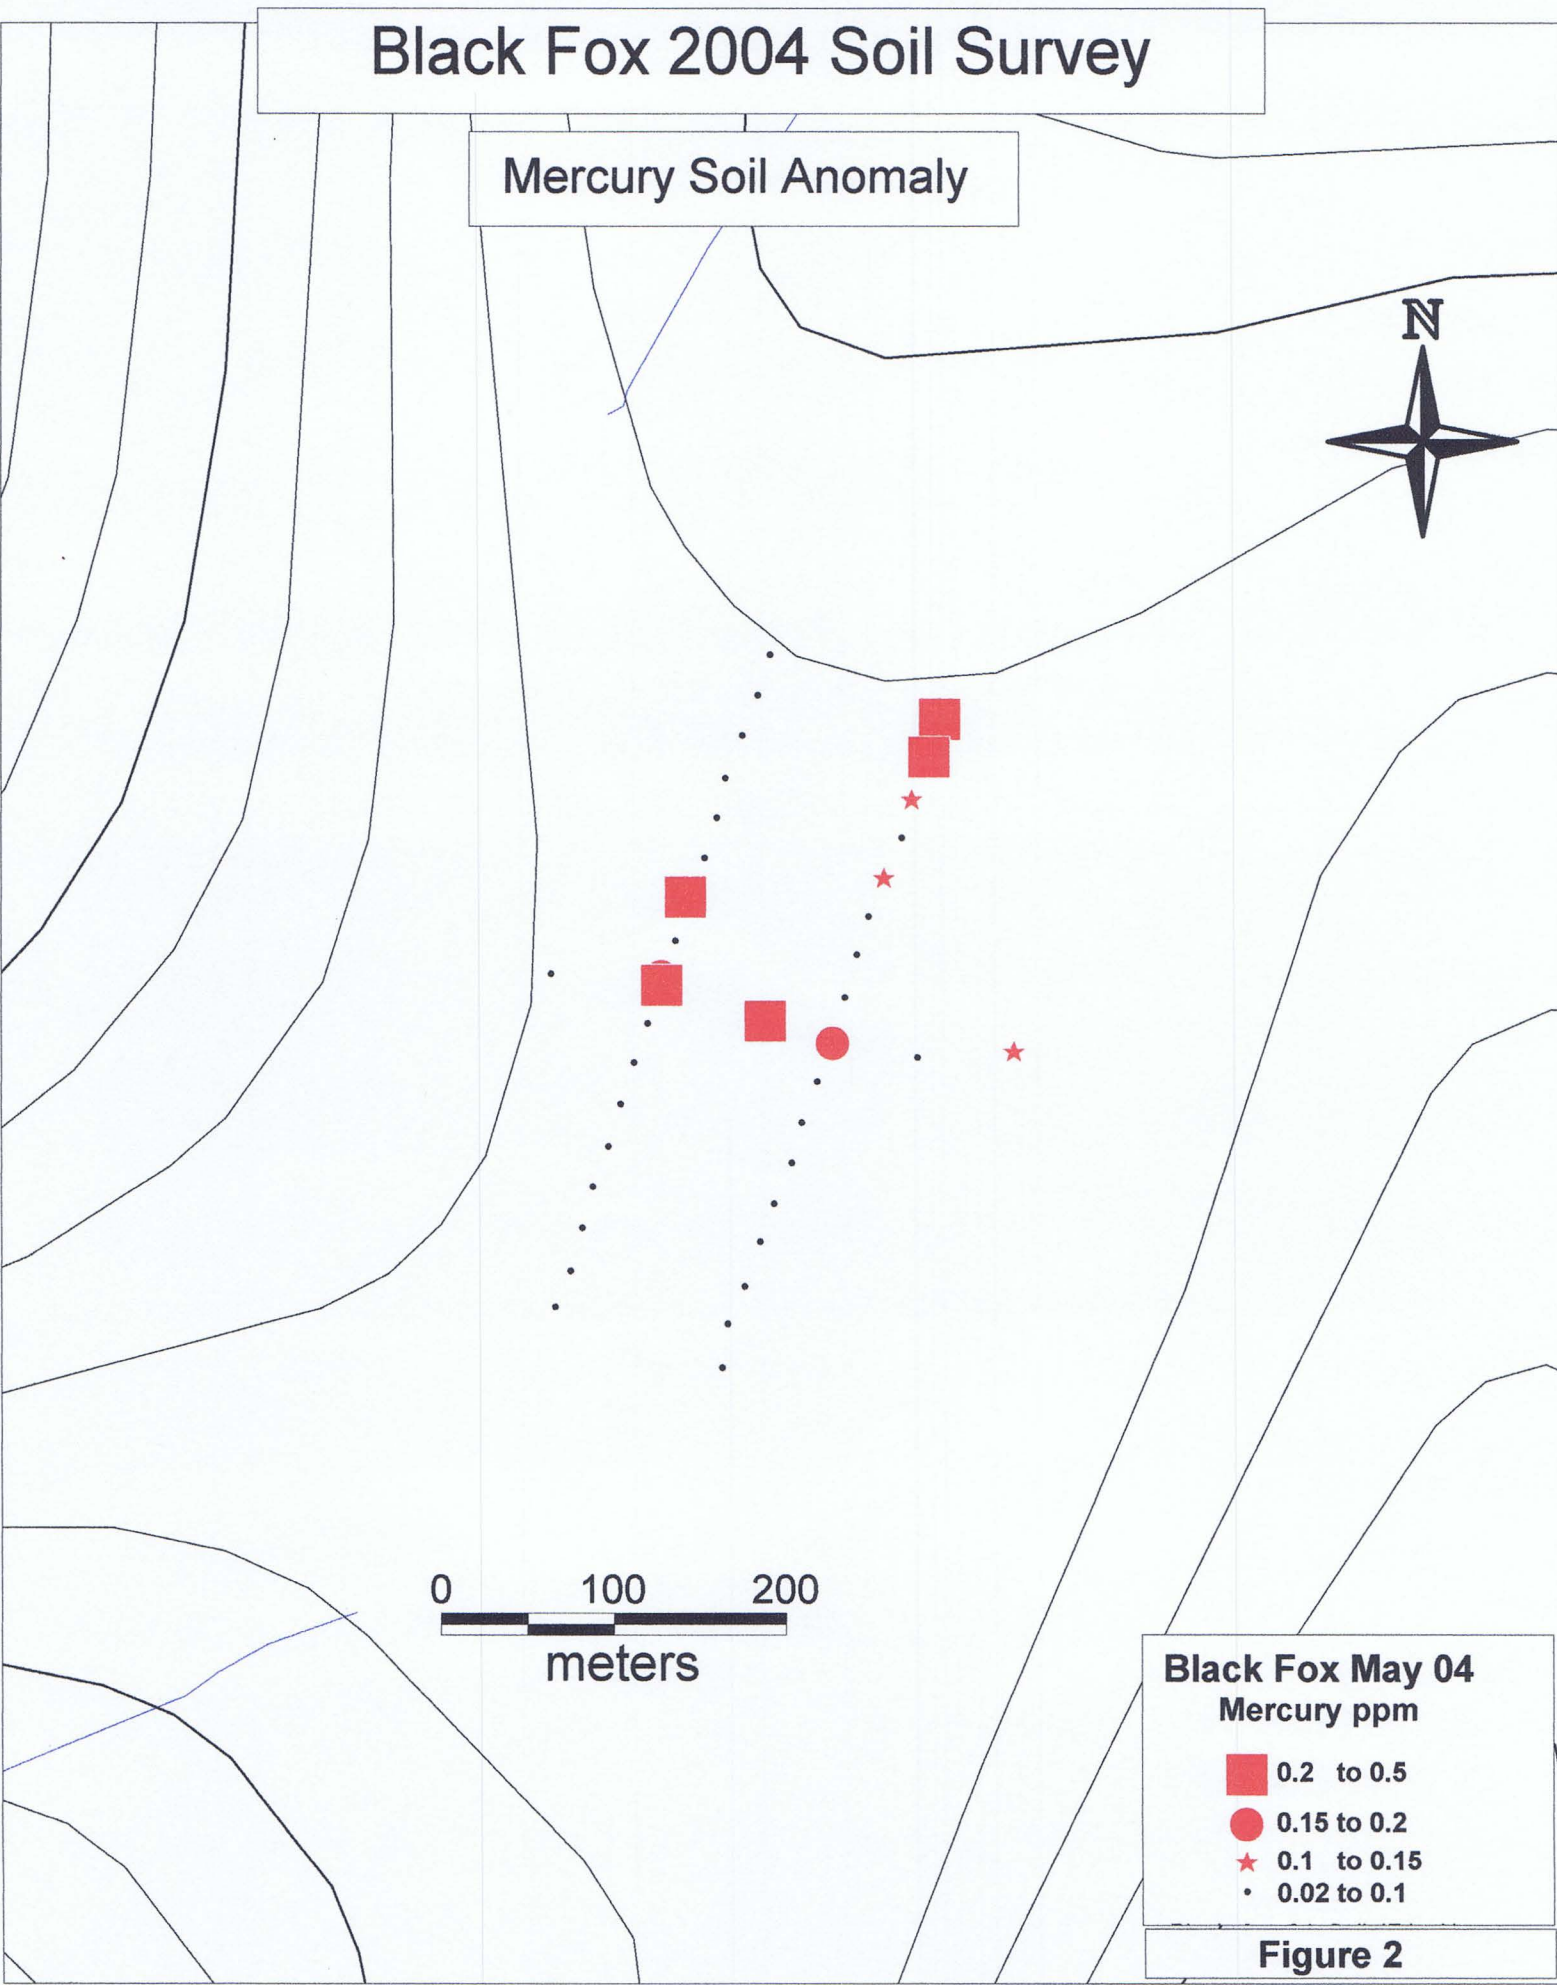 Black Fox 2004 Soil Survey
Mercury Soil Anomaly
N
0 100 200
meters
Black Fox May 04
Mercury ppm
0.2 to 0.5
0.15 to 0.2
0.1 to 0.15
0.02 to 0.1
Figure 2